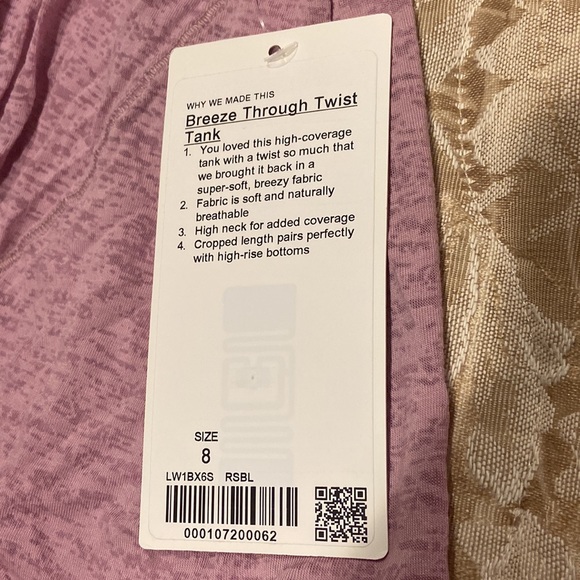 WHY WE MADE THIS
Breeze Through Twist
Tank
1. You loved this high-coverage
tank with a twist so much that
we brought it back in a
super-soft, breezy fabric
2. Fabric is soft and naturally
breathable
3. High neck for added coverage
4. Cropped length pairs perfectly
with high-rise bottoms
SIZE
8
LW1BX6S RSBL
000107200062